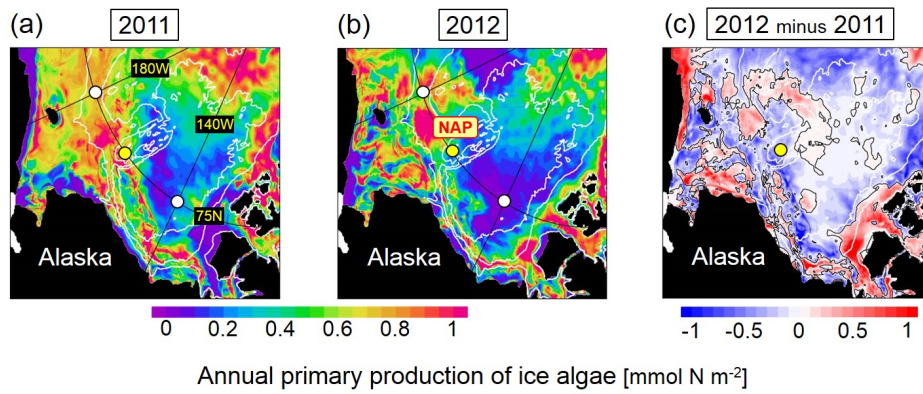 (a) 2011
(b) 2012
(c) 2012 minus 2011
180W
140W
75N
Alaska
NAP
Alaska
Alaska
0 0.2 0.4 0.6 0.8 1
-1 -0.5 0 0.5 1
Annual primary production of ice algae [mmol N m-2]